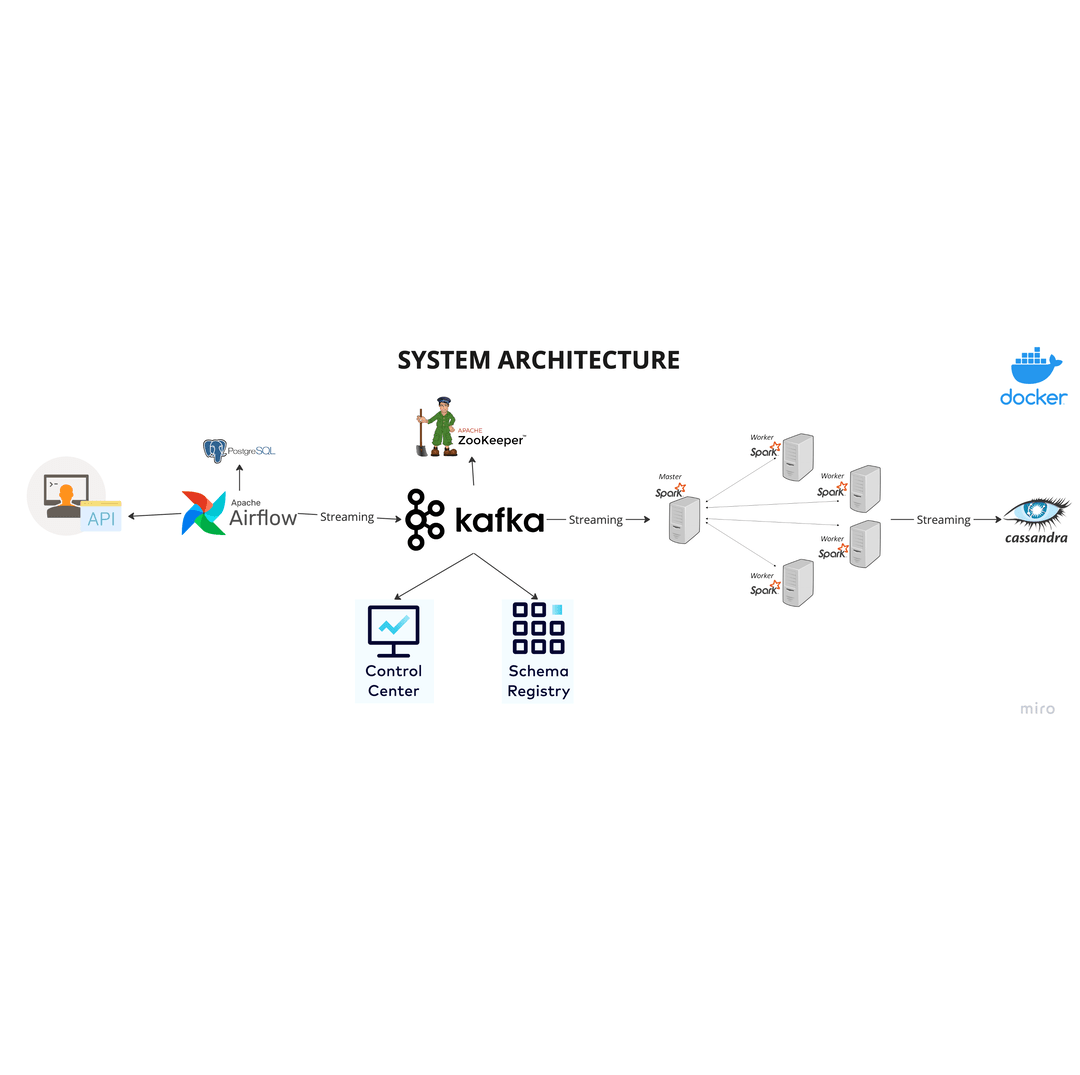 SYSTEM ARCHITECTURE
docker
APACHE
ZooKeeper™
PostgreSQL
>_
API
Apache
Airflow
Streaming
kafka
Streaming
Master
Spark
Worker
Spark
Worker
Spark
Worker
Spark
Worker
Spark
Streaming
cassandra
Control
Center
Schema
Registry
miro